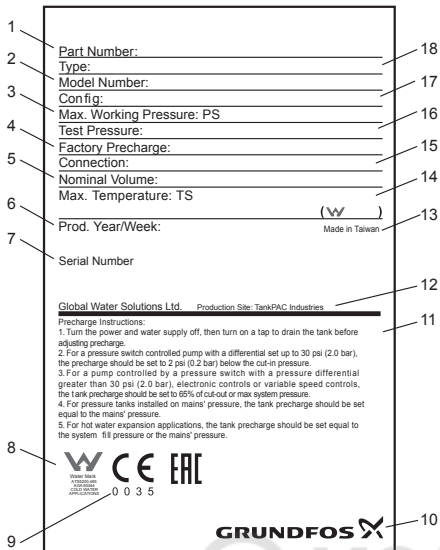 1
Part Number:
18
Type:
2
Model Number:
17
Config:
3
Max. Working Pressure: PS
16
Test Pressure:
4
Factory Precharge:
15
Connection:
5
Nominal Volume:
14
Max. Temperature: TS
6
( W )
13
Prod. Year/Week:
Made in Taiwan
7
Serial Number
12
Global Water Solutions Ltd. Production Site: TankPAC Industries
11
Precharge Instructions:
1. Turn the power and water supply off, then turn on a tap to drain the tank before
adjusting precharge.
2. For a pressure switch controlled pump with a differential set up to 30 psi (2.0 bar),
the precharge should be set to 2 psi (0.2 bar) below the cut-in pressure.
3. For a pump controlled by a pressure switch with a pressure differential
greater than 30 psi (2.0 bar), electronic controls or variable speed controls,
the tank precharge should be set to 65% of cut-out or max system pressure.
4. For pressure tanks installed on mains' pressure, the tank precharge should be set
equal to the mains' pressure.
5. For hot water expansion applications, the tank precharge should be set equal to
the system fill pressure or the mains' pressure.
8
W CE EAC
Water Mark
COLD WATER
APPLICATIONS
0 0 3 5
9
10
GRUNDFOS X